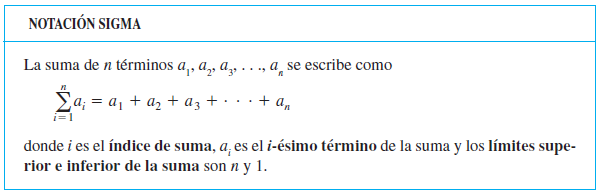 NOTACIÓN SIGMA
La suma de n términos a₁, a₂, a₃, . . ., aₙ se escribe como
n
∑ aᵢ = a₁ + a₂ + a₃ + · · · + aₙ
i=1
donde i es el índice de suma, aᵢ es el i-ésimo término de la suma y los límites supe-
rior e inferior de la suma son n y 1.